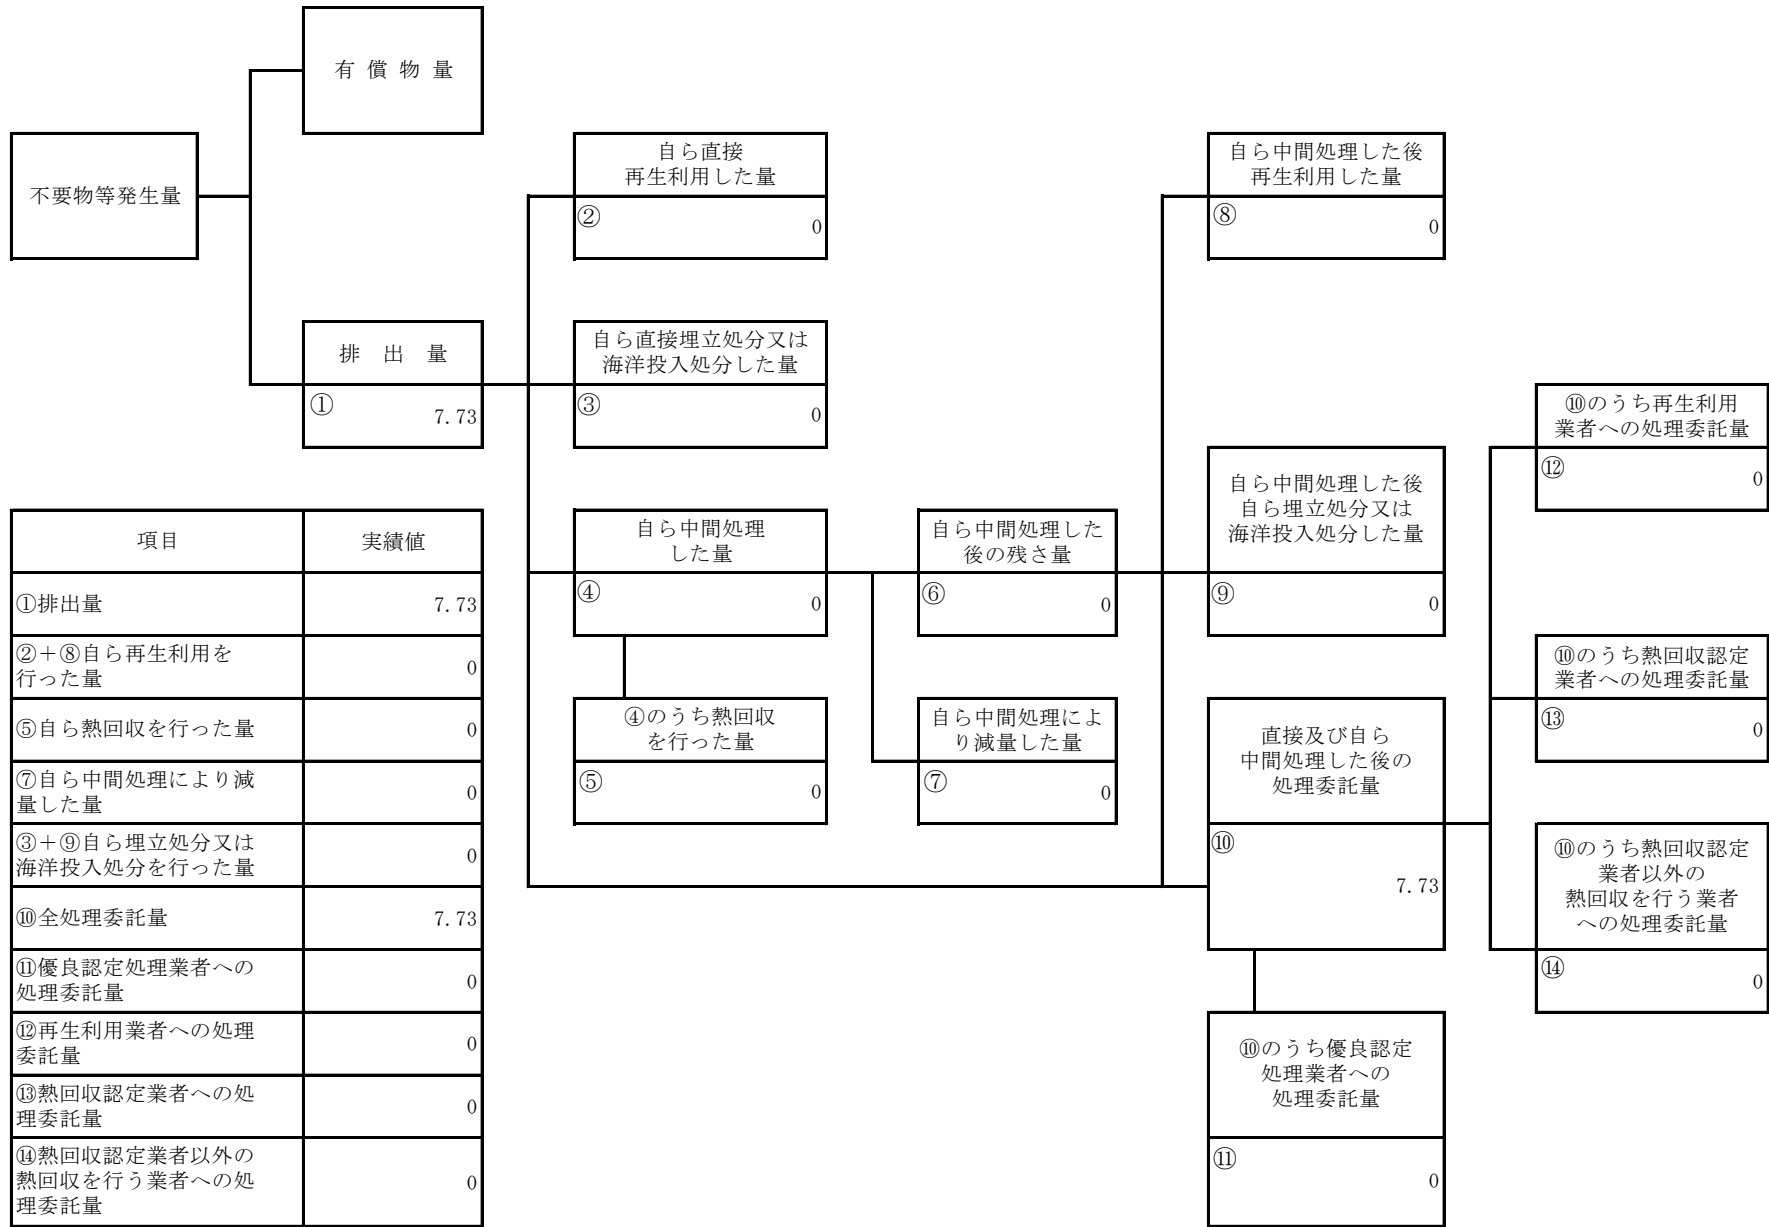 有 償 物 量
不要物等発生量
自ら直接
再生利用した量
②
0
自ら中間処理した後
再生利用した量
⑧
0
排 出 量
①
7.73
自ら直接埋立処分又は
海洋投入処分した量
③
0
⑩のうち再生利用
業者への処理委託量
⑫
0
自ら中間処理
した量
④
0
自ら中間処理した
後の残さ量
⑥
0
自ら中間処理した後
自ら埋立処分又は
海洋投入処分した量
⑨
0
⑩のうち熱回収認定
業者への処理委託量
⑬
0
④のうち熱回収
を行った量
⑤
0
自ら中間処理によ
り減量した量
⑦
0
直接及び自ら
中間処理した後の
処理委託量
⑩
7.73
⑩のうち熱回収認定
業者以外の
熱回収を行う業者
への処理委託量
⑭
0
⑩のうち優良認定
処理業者への
処理委託量
⑪
0
項目 実績値
①排出量 7.73
②+⑧自ら再生利用を
行った量 0
⑤自ら熱回収を行った量 0
⑦自ら中間処理により減
量した量 0
③+⑨自ら埋立処分又は
海洋投入処分を行った量 0
⑩全処理委託量 7.73
⑪優良認定処理業者への
処理委託量 0
⑫再生利用業者への処理
委託量 0
⑬熱回収認定業者への処
理委託量 0
⑭熱回収認定業者以外の
熱回収を行う業者への処
理委託量 0